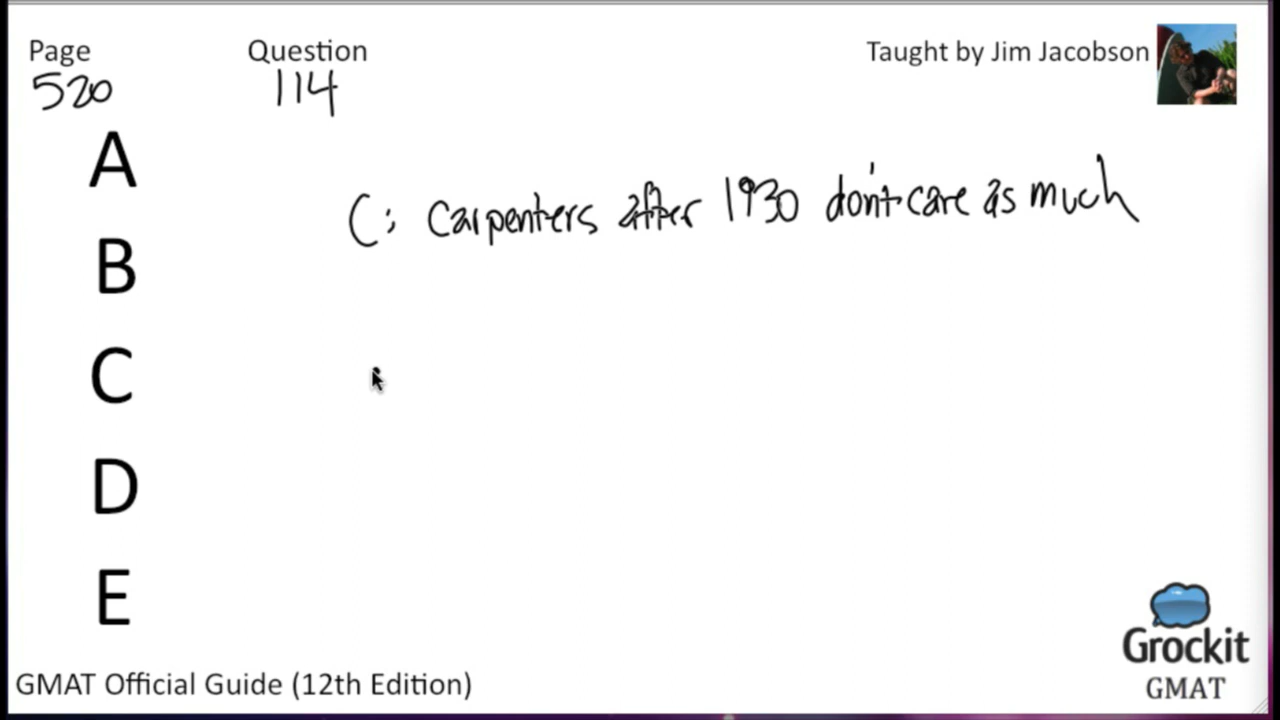 Page Question Taught by Jim Jacobson
520 114
A
C: Carpenters after 1930 don't care as much
B
C
D
E
Grockit
GMAT
GMAT Official Guide (12th Edition)